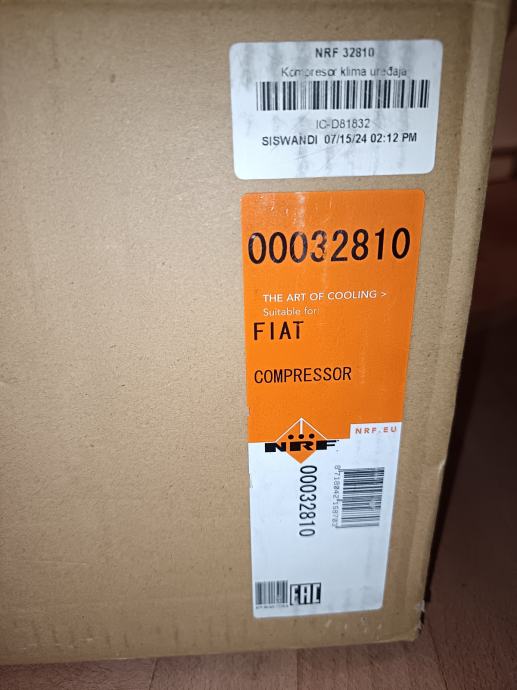 NRF 32810
Kompresor klima uređaja
IC-D81832
SISWANDI 07/15/24 02:12 PM
00032810
THE ART OF COOLING >
Suitable for:
FIAT
COMPRESSOR
NRF.EU
NRF
00032810
EAC